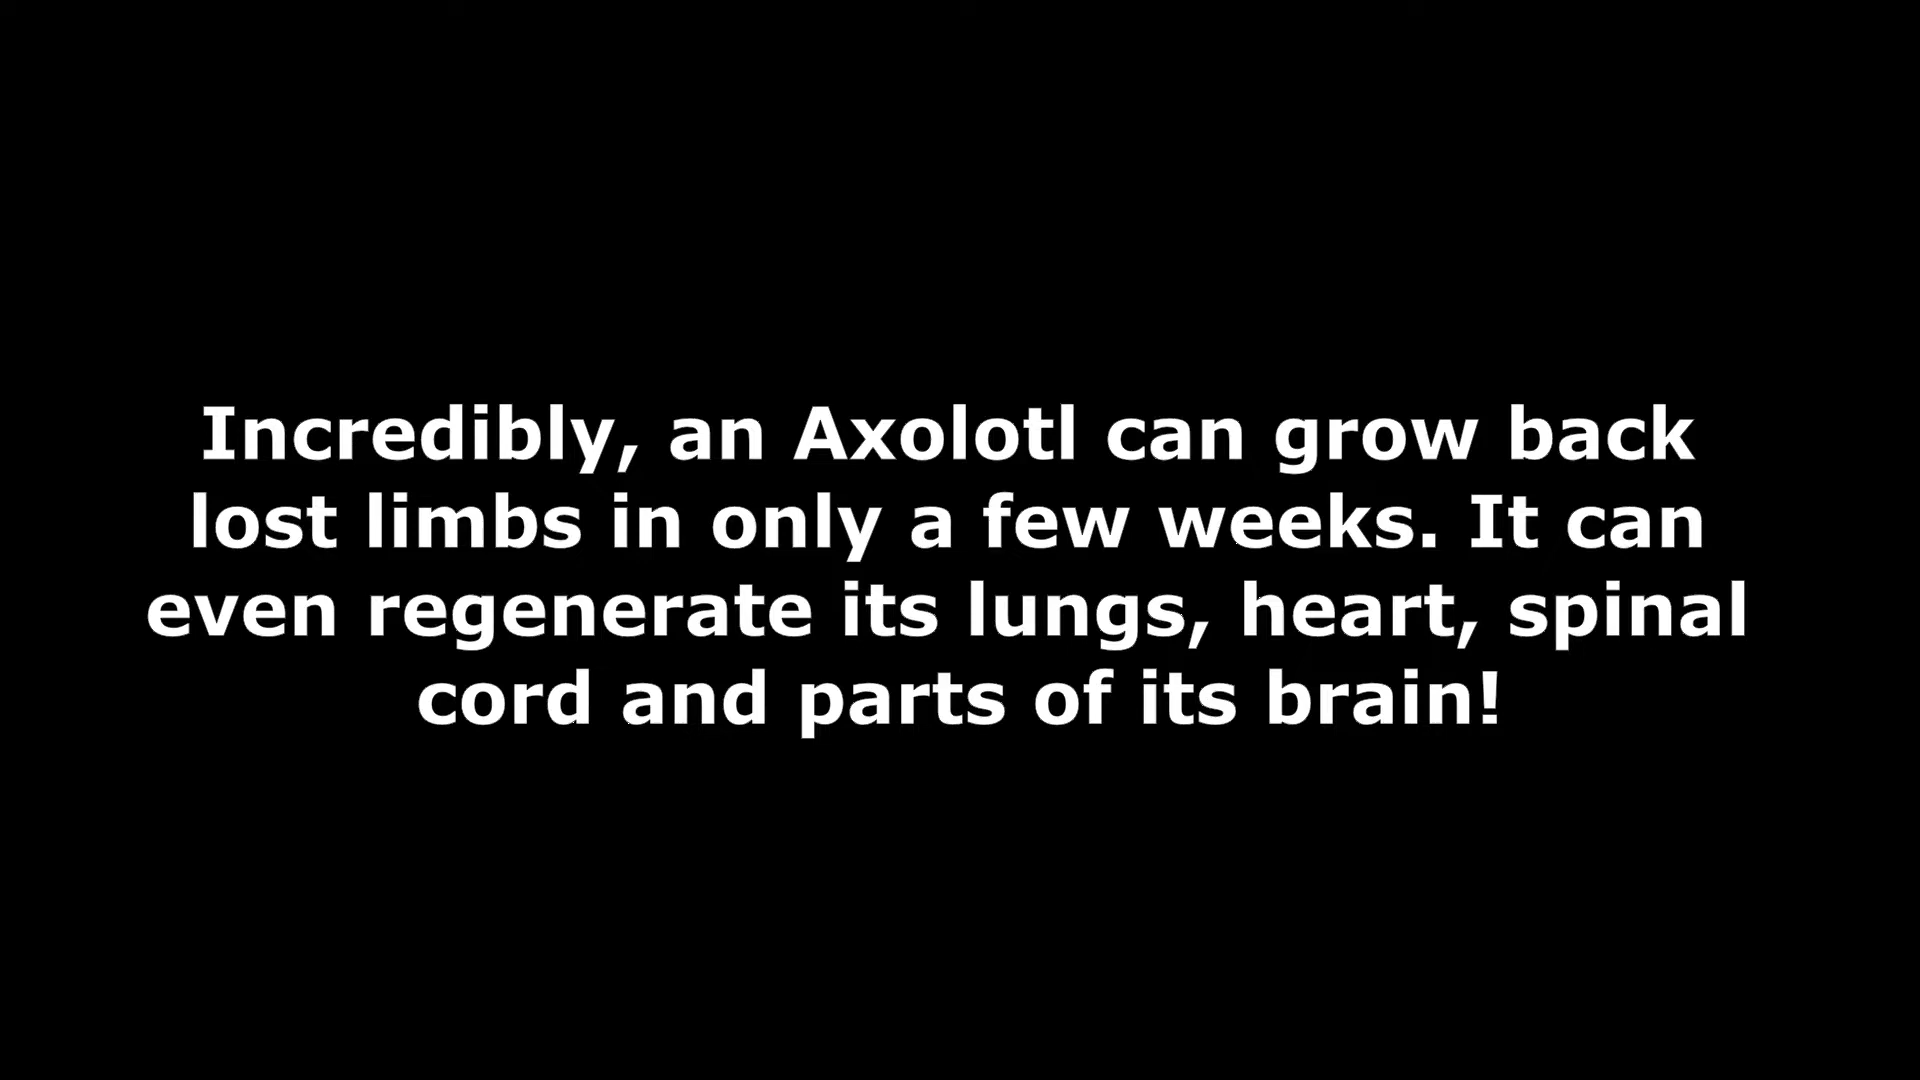 Incredibly, an Axolotl can grow back
lost limbs in only a few weeks. It can
even regenerate its lungs, heart, spinal
cord and parts of its brain!